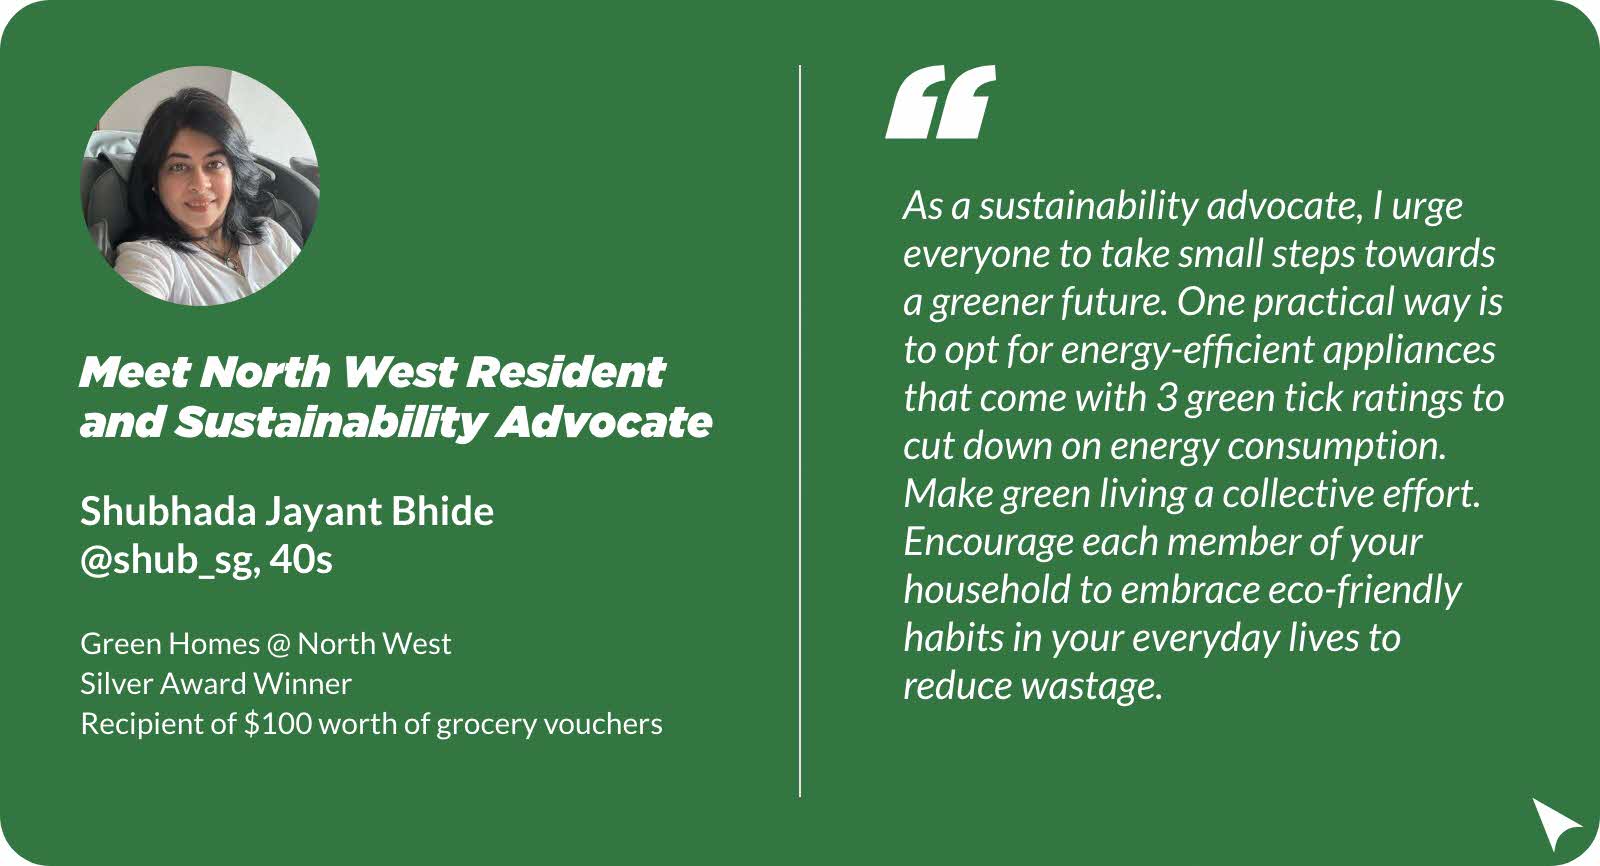 Meet North West Resident
and Sustainability Advocate
Shubhada Jayant Bhide
@shub_sg, 40s
Green Homes @ North West
Silver Award Winner
Recipient of $100 worth of grocery vouchers
“
As a sustainability advocate, I urge
everyone to take small steps towards
a greener future. One practical way is
to opt for energy-efficient appliances
that come with 3 green tick ratings to
cut down on energy consumption.
Make green living a collective effort.
Encourage each member of your
household to embrace eco-friendly
habits in your everyday lives to
reduce wastage.